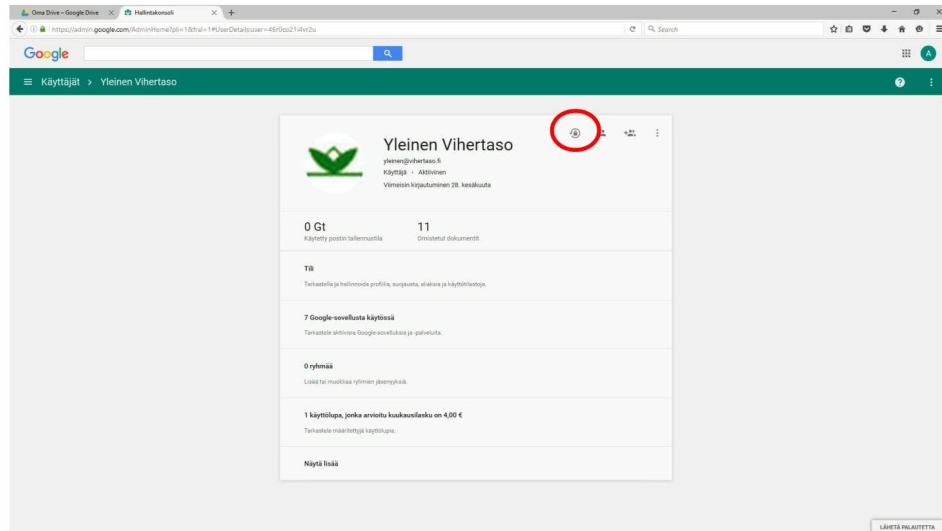 Oma Drive – Google Drive
Hallintakonsoli
https://admin.google.com/AdminHome?pli=1&fral=1#UserDetails:user=
Search
Google
A
Käyttäjät > Yleinen Vihertaso
Yleinen Vihertaso
yleinen@vihertaso.fi
Käyttäjä - Aktiivinen
Viimeisin kirjautuminen 28. kesäkuuta
0 Gt
11
Käytetty postin tallennustila
Omistetut dokumentit
Tili
Tarkastele ja hallinnoida profiilia, suojausta, aliaksia ja käyttötilastoja.
7 Google-sovellusta käytössä
Tarkastele aktiivisia Google-sovelluksia ja -palveluita.
0 ryhmää
Lisää tai muokkaa ryhmien jäsenyyksiä.
1 käyttölupa, jonka arvioitu kuukausilasku on 4,00 €
Tarkastele määritettyjä käyttölupia.
Näytä lisää
LÄHETÄ PALAUTETTA